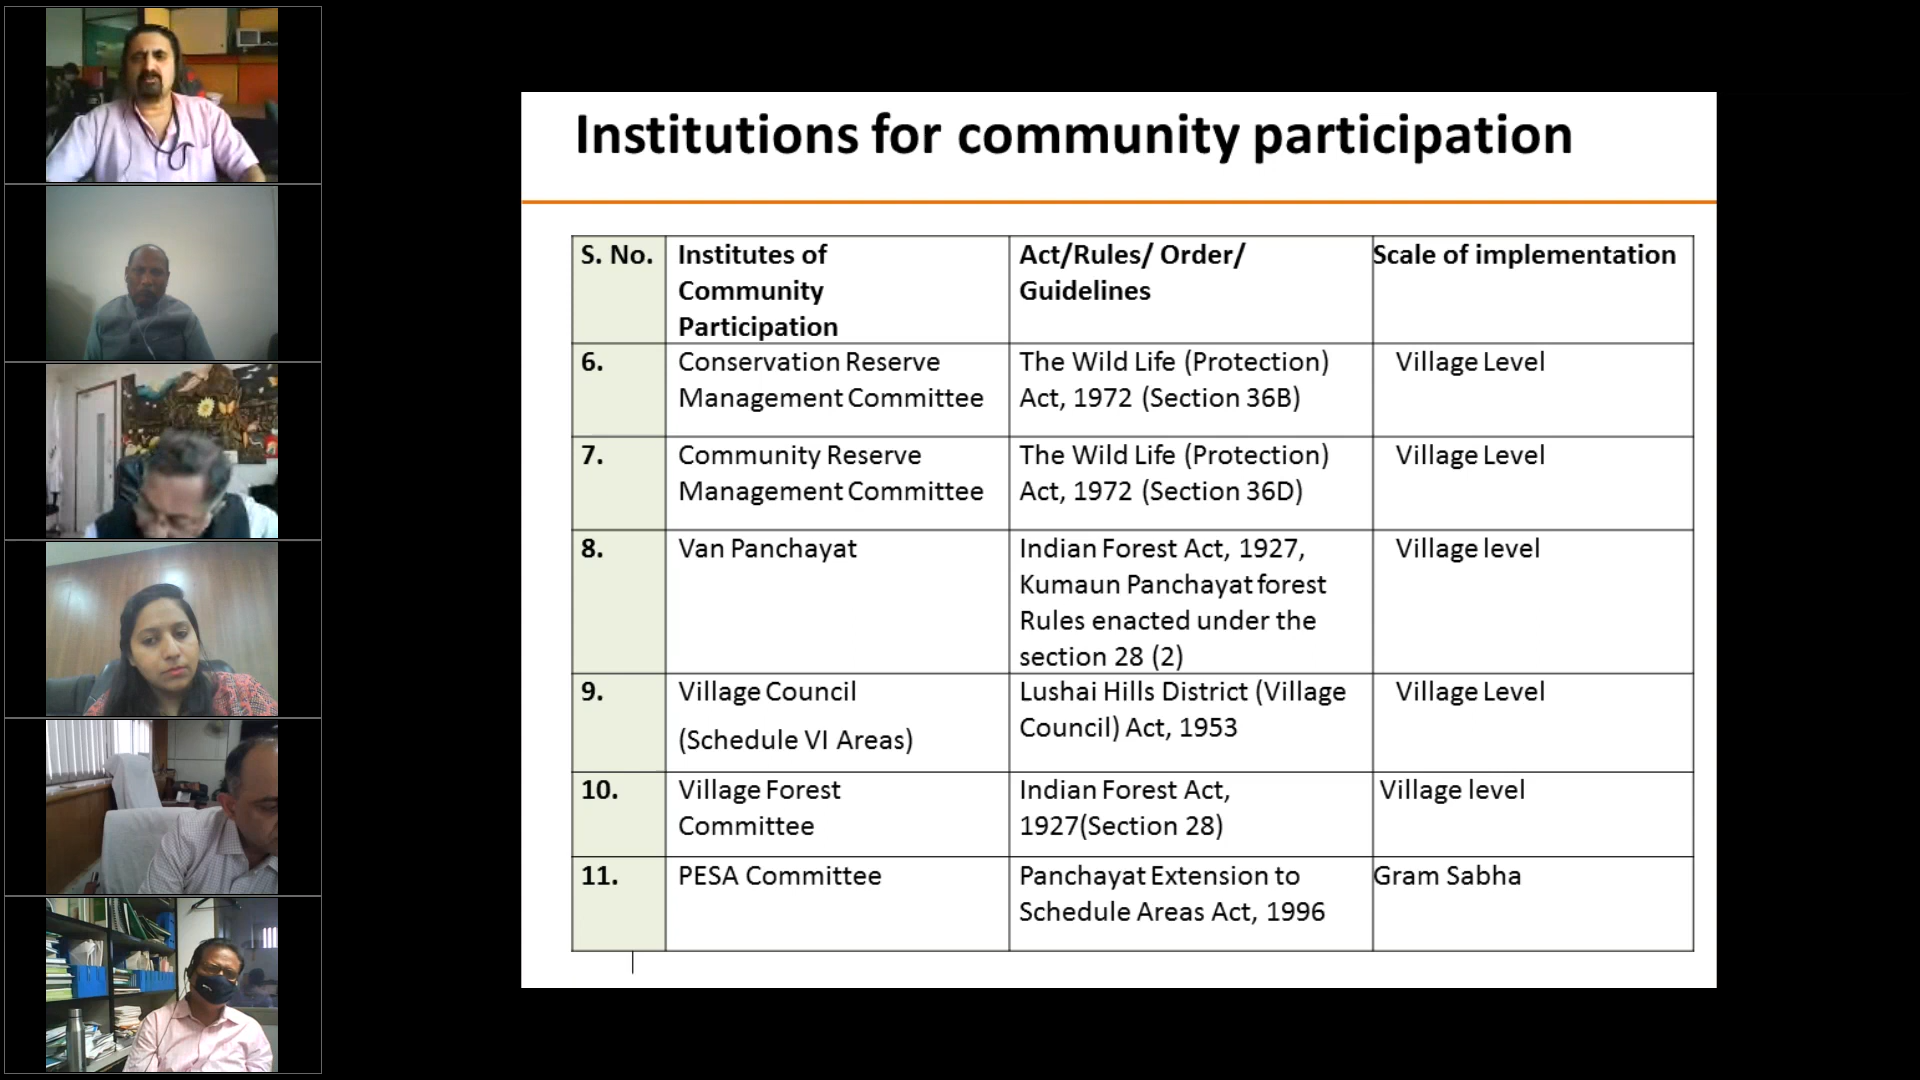 Institutions for community participation
S. No.
Institutes of
Community
Participation
Act/Rules/ Order/
Guidelines
Scale of implementation
6.
Conservation Reserve
Management Committee
The Wild Life (Protection)
Act, 1972 (Section 36B)
Village Level
7.
Community Reserve
Management Committee
The Wild Life (Protection)
Act, 1972 (Section 36D)
Village Level
8.
Van Panchayat
Indian Forest Act, 1927,
Kumaun Panchayat forest
Rules enacted under the
section 28 (2)
Village level
9.
Village Council
(Schedule VI Areas)
Lushai Hills District (Village
Council) Act, 1953
Village Level
10.
Village Forest
Committee
Indian Forest Act,
1927(Section 28)
Village level
11.
PESA Committee
Panchayat Extension to
Schedule Areas Act, 1996
Gram Sabha